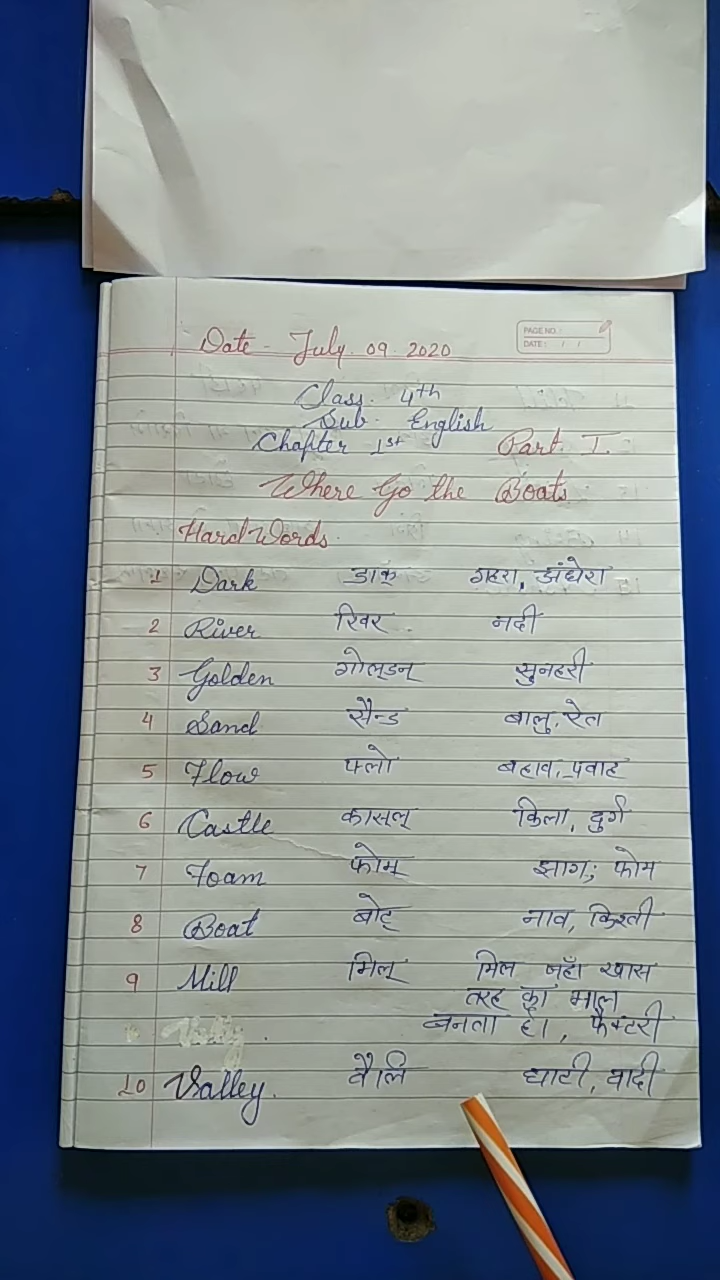 Date - July. 09. 2020
PAGE NO.:
DATE: / /
Class. 4th
Sub. English
Chapter 1st Part. I.
Where Go the Boats
Hard Words.
1 Dark डाक् गहरा, अंधेरा
2 River रिवर नदी
3 Golden गोल्डन् सुनहरी
4 Sand सैन्ड बालु, रेत
5 Flow फ्लो बहाव, प्रवाह
6 Castle कासल् किला, दुर्ग
7 Foam फोम् झाग; फोम
8 Boat बोट् नाव, किश्ती
9 Mill मिल् मिल जहाँ खास
तरह का माल
बनता है।, फैक्टरी
10 Valley. वैलि घाटी, वादी